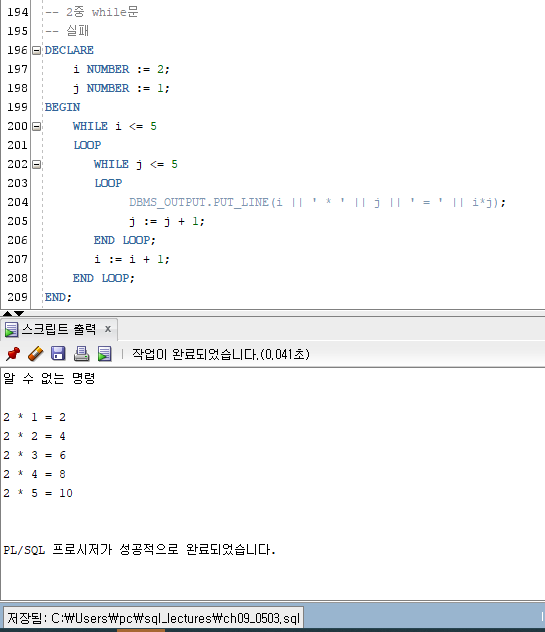 194 -- 2중 while문
195 -- 실패
196 DECLARE
197 i NUMBER := 2;
198 j NUMBER := 1;
199 BEGIN
200 WHILE i <= 5
201 LOOP
202 WHILE j <= 5
203 LOOP
204 DBMS_OUTPUT.PUT_LINE(i || ' * ' || j || ' = ' || i*j);
205 j := j + 1;
206 END LOOP;
207 i := i + 1;
208 END LOOP;
209 END;
스크립트 출력 x
작업이 완료되었습니다.(0.041초)
알 수 없는 명령
2 * 1 = 2
2 * 2 = 4
2 * 3 = 6
2 * 4 = 8
2 * 5 = 10
PL/SQL 프로시저가 성공적으로 완료되었습니다.
저장됨: C:₩Users₩pc₩sql_lectures₩ch09_0503.sql